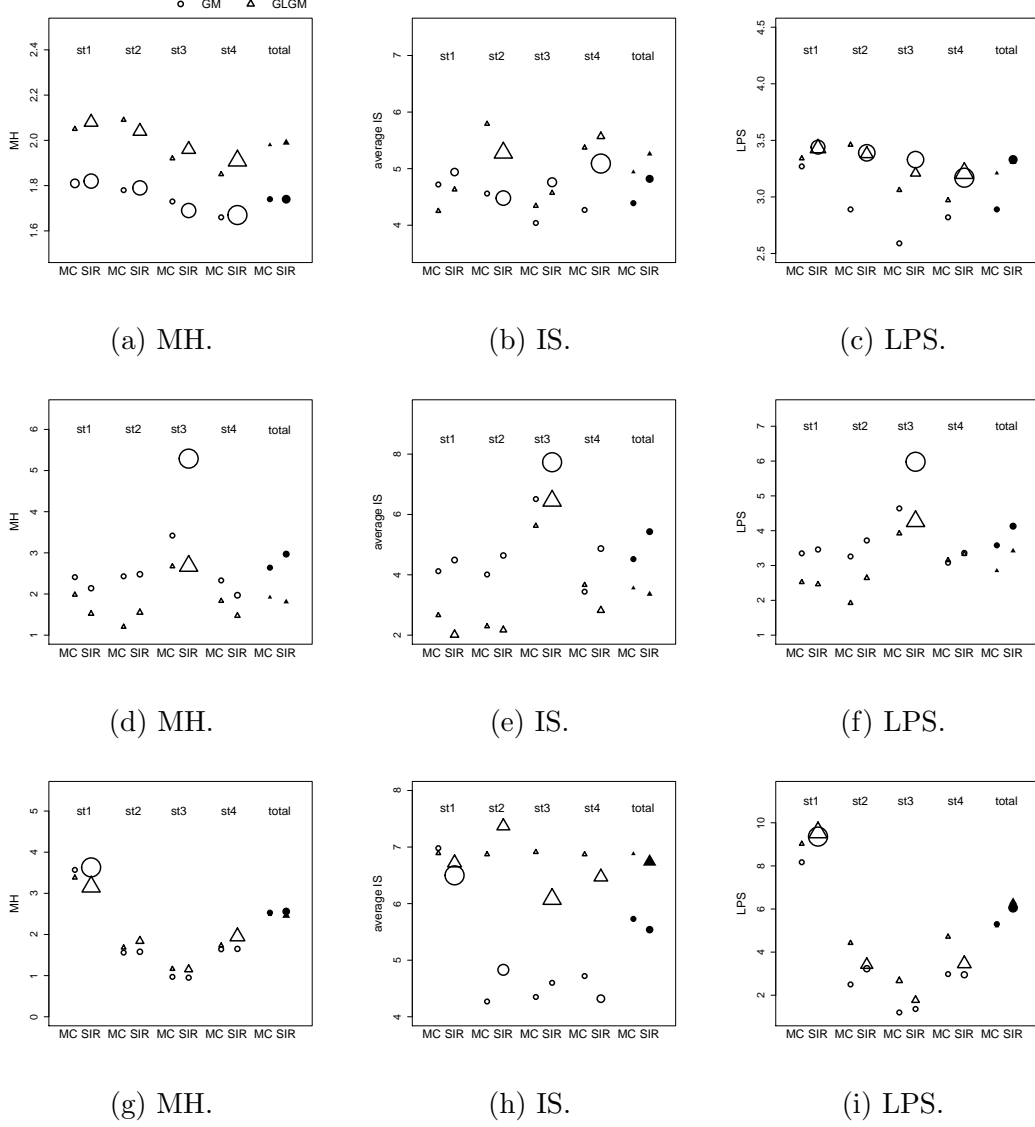 GM GLGM
st1 st2 st3 st4 total
MH
1.6 1.8 2.0 2.2 2.4
MC SIR MC SIR MC SIR MC SIR MC SIR
(a) MH.
st1 st2 st3 st4 total
average IS
4 5 6 7
MC SIR MC SIR MC SIR MC SIR MC SIR
(b) IS.
st1 st2 st3 st4 total
LPS
2.5 3.0 3.5 4.0 4.5
MC SIR MC SIR MC SIR MC SIR MC SIR
(c) LPS.
st1 st2 st3 st4 total
MH
1 2 3 4 5 6
MC SIR MC SIR MC SIR MC SIR MC SIR
(d) MH.
st1 st2 st3 st4 total
average IS
2 4 6 8
MC SIR MC SIR MC SIR MC SIR MC SIR
(e) IS.
st1 st2 st3 st4 total
LPS
1 2 3 4 5 6 7
MC SIR MC SIR MC SIR MC SIR MC SIR
(f) LPS.
st1 st2 st3 st4 total
MH
0 1 2 3 4 5
MC SIR MC SIR MC SIR MC SIR MC SIR
(g) MH.
st1 st2 st3 st4 total
average IS
4 5 6 7 8
MC SIR MC SIR MC SIR MC SIR MC SIR
(h) IS.
st1 st2 st3 st4 total
LPS
2 4 6 8 10
MC SIR MC SIR MC SIR MC SIR MC SIR
(i) LPS.